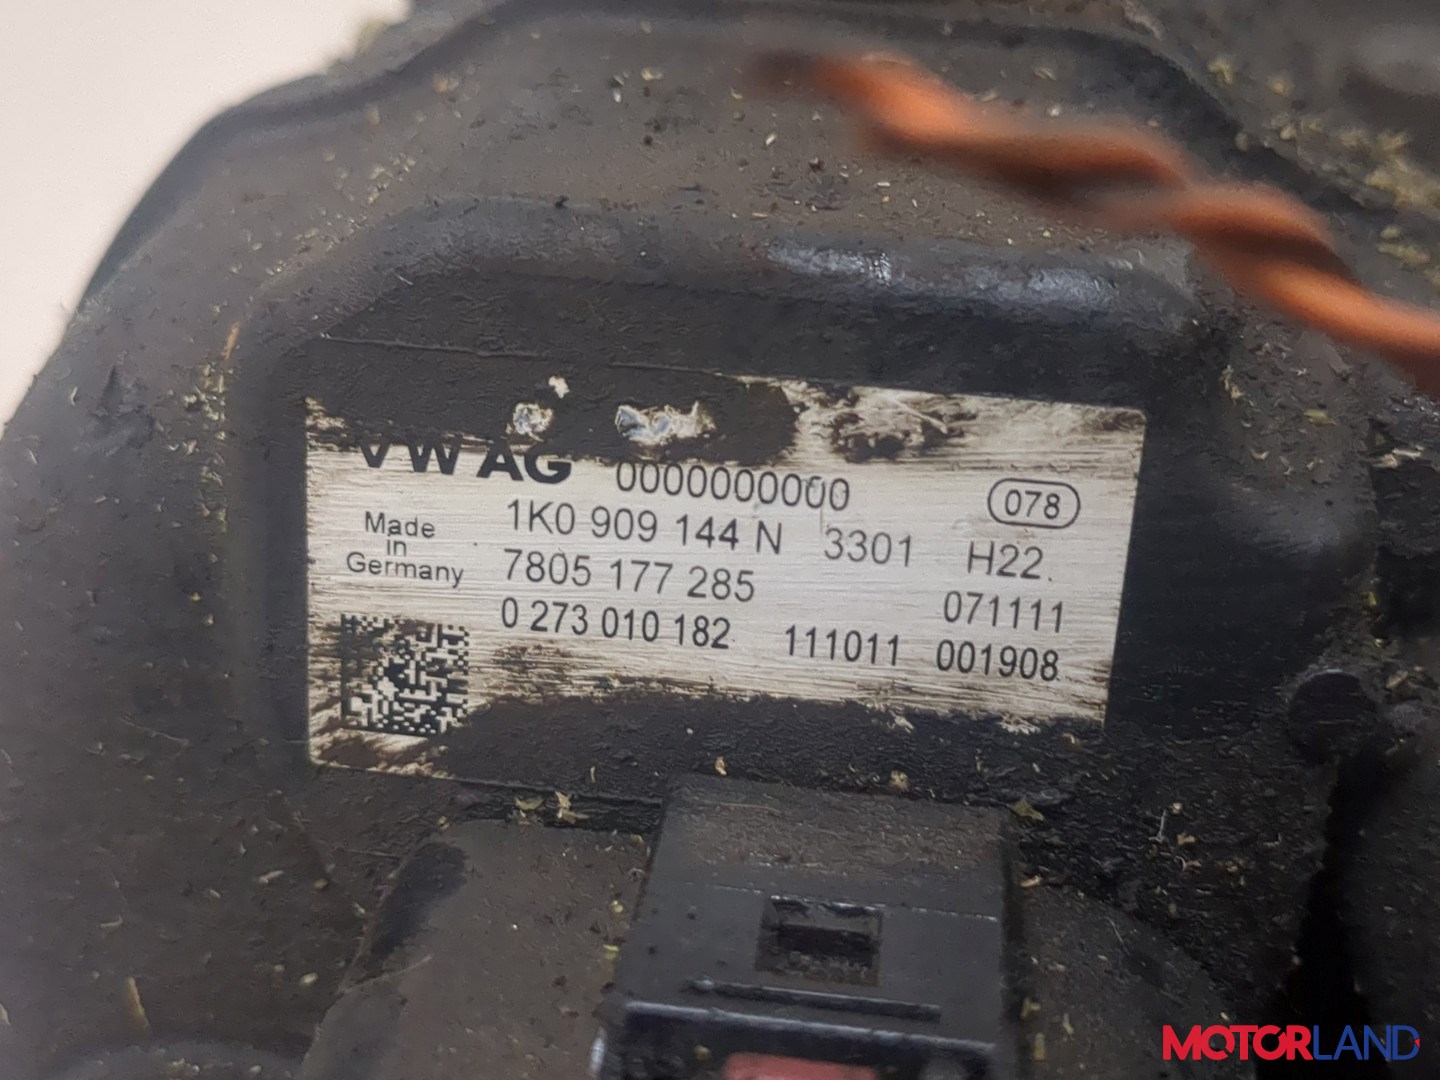 VW AG 0000000000 078
1K0 909 144 N 3301 H22
Made in Germany
7805 177 285 071111
0 273 010 182 111011 001908
MOTORLAND